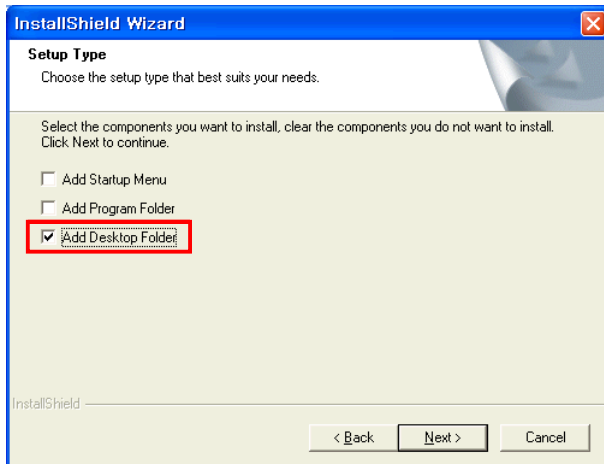 InstallShield Wizard
Setup Type
Choose the setup type that best suits your needs.
Select the components you want to install, clear the components you do not want to install.
Click Next to continue.
Add Startup Menu
Add Program Folder
Add Desktop Folder
InstallShield
< Back Next > Cancel